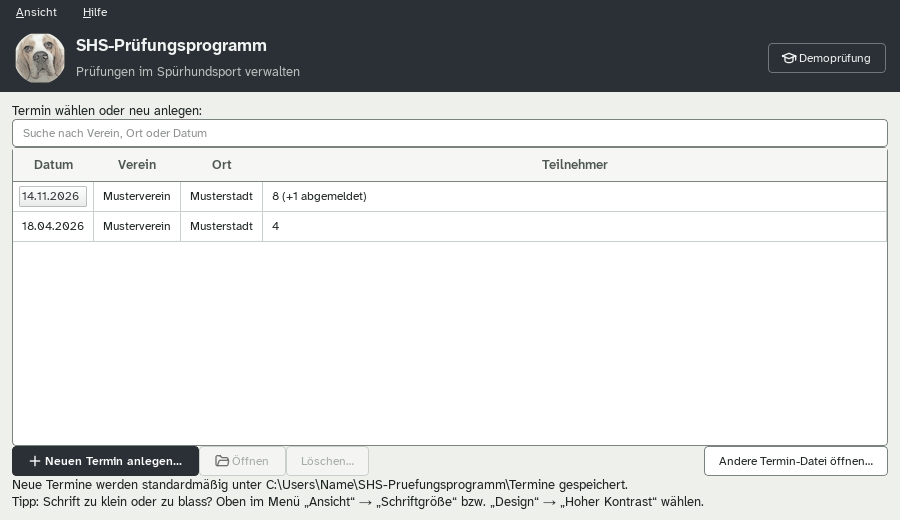 Ansicht Hilfe
SHS-Prüfungsprogramm
Prüfungen im Spürhundsport verwalten
Demoprüfung
Termin wählen oder neu anlegen:
Suche nach Verein, Ort oder Datum
Datum Verein Ort Teilnehmer
14.11.2026 Musterverein Musterstadt 8 (+1 abgemeldet)
18.04.2026 Musterverein Musterstadt 4
Neuen Termin anlegen... Öffnen Löschen... Andere Termin-Datei öffnen...
Neue Termine werden standardmäßig unter C:\Users\Name\SHS-Pruefungsprogramm\Termine gespeichert.
Tipp: Schrift zu klein oder zu blass? Oben im Menü „Ansicht“ → „Schriftgröße“ bzw. „Design“ → „Hoher Kontrast“ wählen.